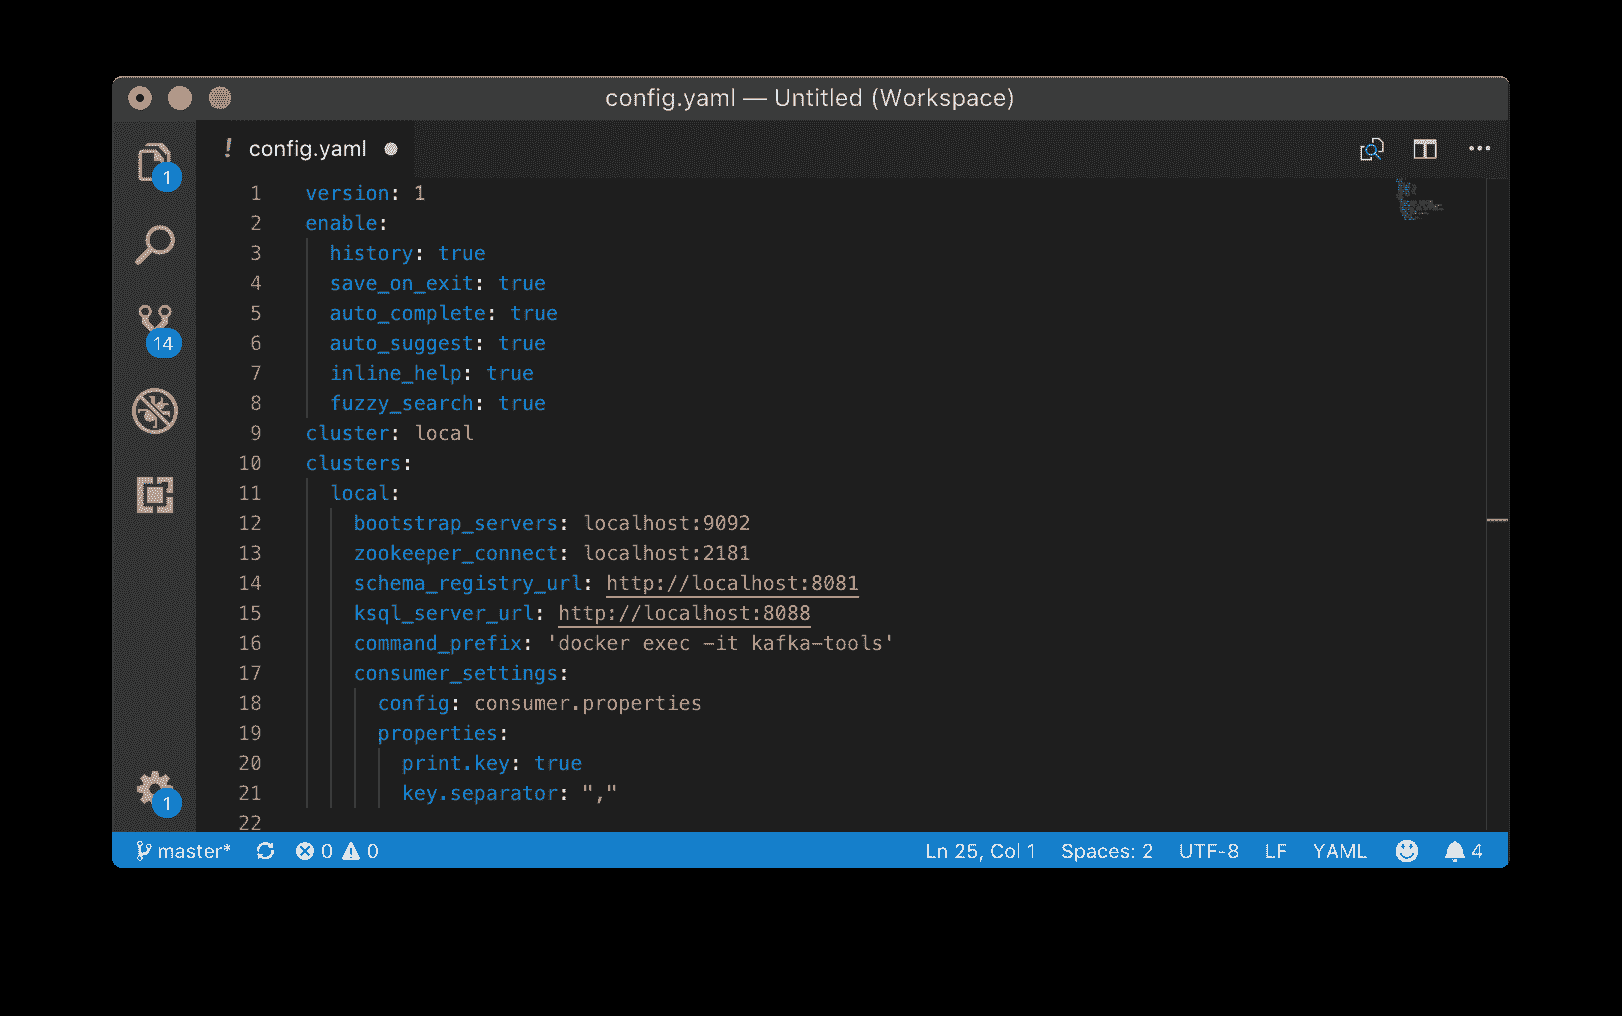 config.yaml — Untitled (Workspace)
! config.yaml
1
14
1
1 version: 1
2 enable:
3   history: true
4   save_on_exit: true
5   auto_complete: true
6   auto_suggest: true
7   inline_help: true
8   fuzzy_search: true
9 cluster: local
10 clusters:
11   local:
12     bootstrap_servers: localhost:9092
13     zookeeper_connect: localhost:2181
14     schema_registry_url: http://localhost:8081
15     ksql_server_url: http://localhost:8088
16     command_prefix: 'docker exec -it kafka-tools'
17     consumer_settings:
18       config: consumer.properties
19       properties:
20         print.key: true
21         key.separator: ","
22
master* 0 0 Ln 25, Col 1 Spaces: 2 UTF-8 LF YAML 4